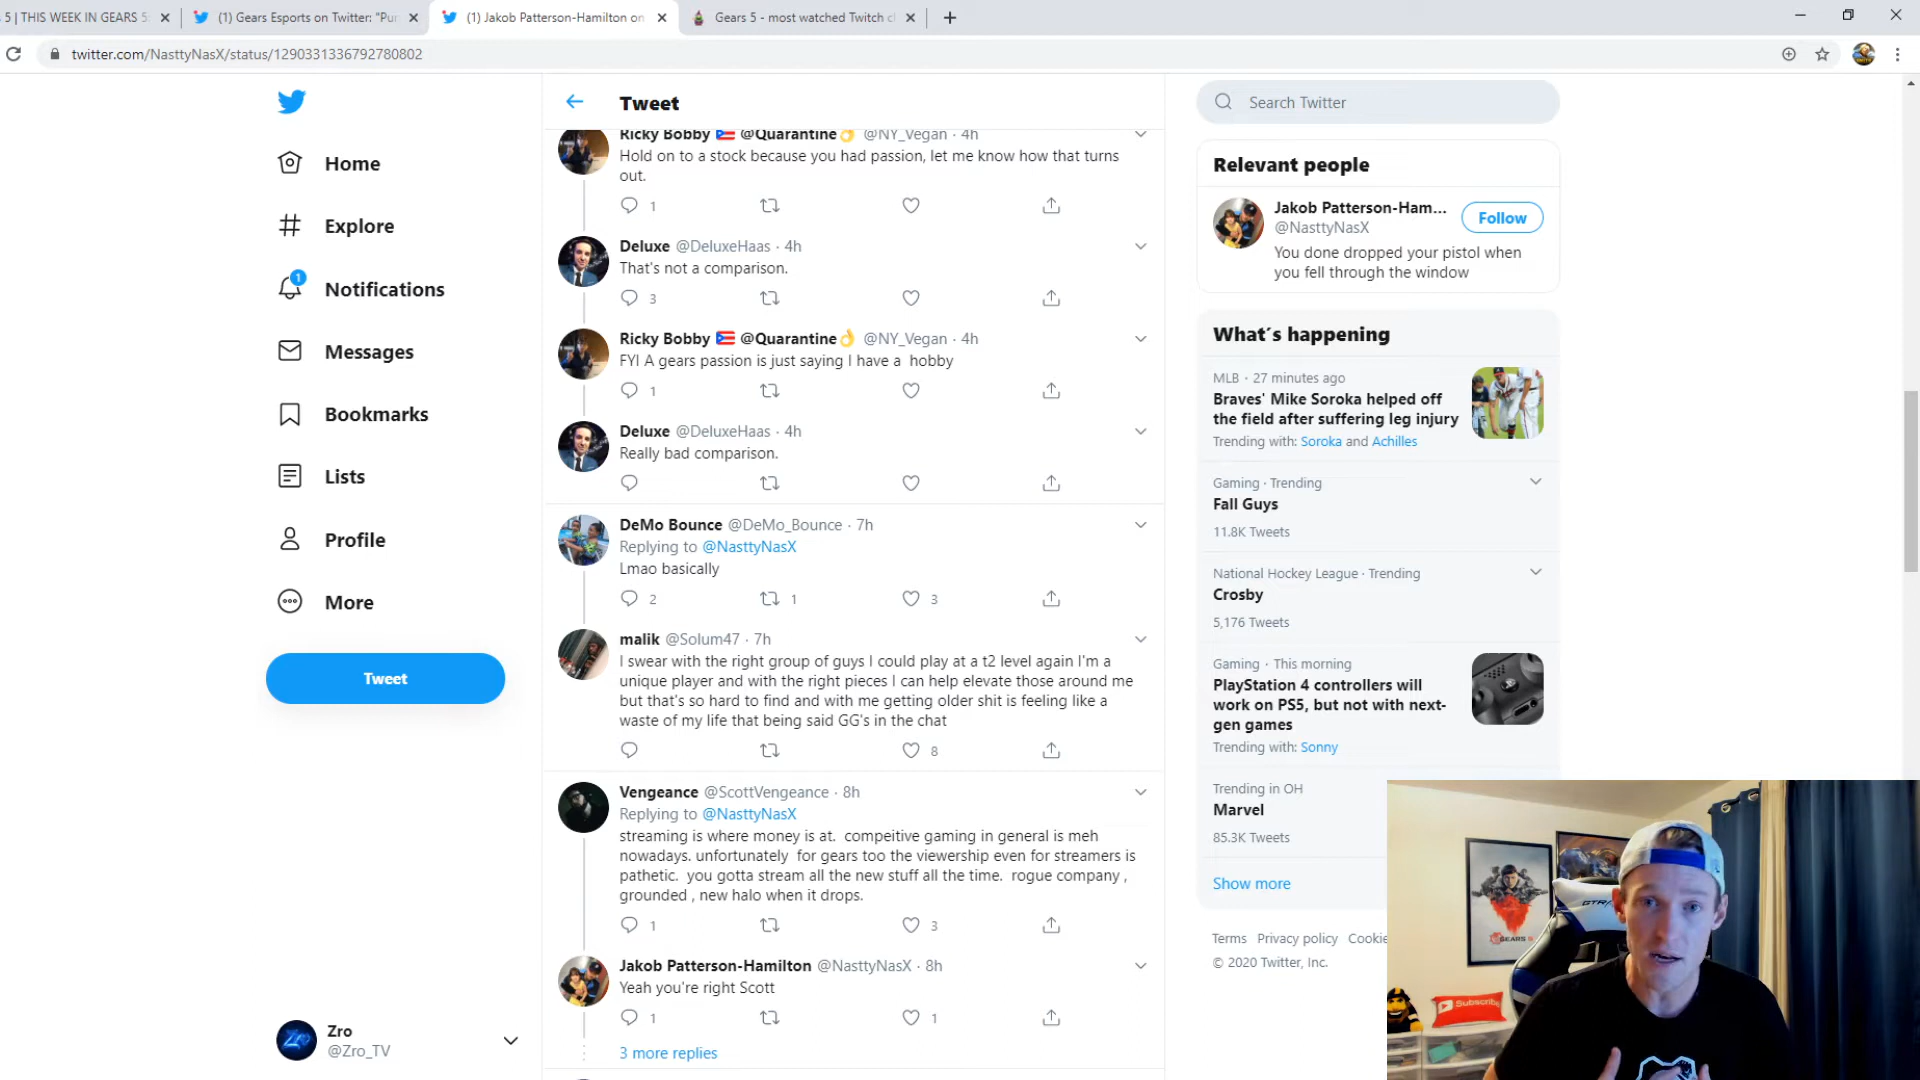 5 | THIS WEEK IN GEARS 5
(1) Gears Esports on Twitter: "Pur
(1) Jakob Patterson-Hamilton on
Gears 5 - most watched Twitch cl
twitter.com/NasttyNasX/status/1290331336792780802
Home
Explore
1
Notifications
Messages
Bookmarks
Lists
Profile
More
Tweet
Zro
@Zro_TV
Tweet
Ricky Bobby 🇵🇷 @Quarantine👌 @NY_Vegan · 4h
Hold on to a stock because you had passion, let me know how that turns
out.
1
Deluxe @DeluxeHaas · 4h
That's not a comparison.
3
Ricky Bobby 🇵🇷 @Quarantine👌 @NY_Vegan · 4h
FYI A gears passion is just saying I have a hobby
1
Deluxe @DeluxeHaas · 4h
Really bad comparison.
DeMo Bounce @DeMo_Bounce · 7h
Replying to @NasttyNasX
Lmao basically
2 1 3
malik @Solum47 · 7h
I swear with the right group of guys I could play at a t2 level again I'm a
unique player and with the right pieces I can help elevate those around me
but that's so hard to find and with me getting older shit is feeling like a
waste of my life that being said GG's in the chat
8
Vengeance @ScottVengeance · 8h
Replying to @NasttyNasX
streaming is where money is at. compeitive gaming in general is meh
nowadays. unfortunately for gears too the viewership even for streamers is
pathetic. you gotta stream all the new stuff all the time. rogue company ,
grounded , new halo when it drops.
1 3
Jakob Patterson-Hamilton @NasttyNasX · 8h
Yeah you're right Scott
1 1
3 more replies
Search Twitter
Relevant people
Jakob Patterson-Ham...
@NasttyNasX
Follow
You done dropped your pistol when
you fell through the window
What's happening
MLB · 27 minutes ago
Braves' Mike Soroka helped off
the field after suffering leg injury
Trending with: Soroka and Achilles
Gaming · Trending
Fall Guys
11.8K Tweets
National Hockey League · Trending
Crosby
5,176 Tweets
Gaming · This morning
PlayStation 4 controllers will
work on PS5, but not with next-
gen games
Trending with: Sonny
Trending in OH
Marvel
85.3K Tweets
Show more
Terms Privacy policy Cookie
© 2020 Twitter, Inc.
GEARS 5
GTR
Subscribe